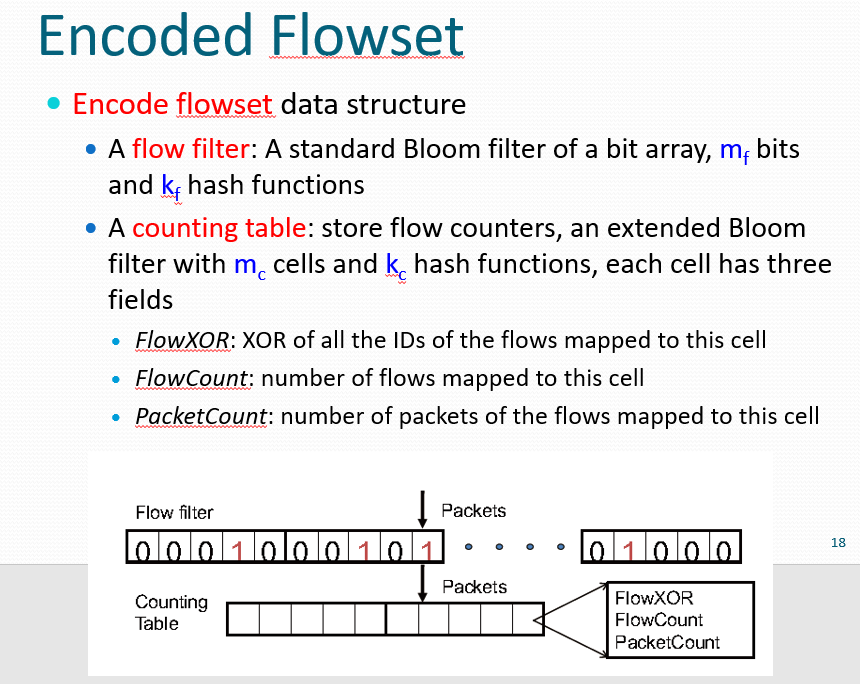 Encoded Flowset
Encode flowset data structure
A flow filter: A standard Bloom filter of a bit array, mf bits
and kf hash functions
A counting table: store flow counters, an extended Bloom
filter with mc cells and kc hash functions, each cell has three
fields
FlowXOR: XOR of all the IDs of the flows mapped to this cell
FlowCount: number of flows mapped to this cell
PacketCount: number of packets of the flows mapped to this cell
Flow filter
Packets
0 0 0 1 0 0 0 1 0 1 0 1 0 0 0
18
Packets
Counting
Table
FlowXOR
FlowCount
PacketCount